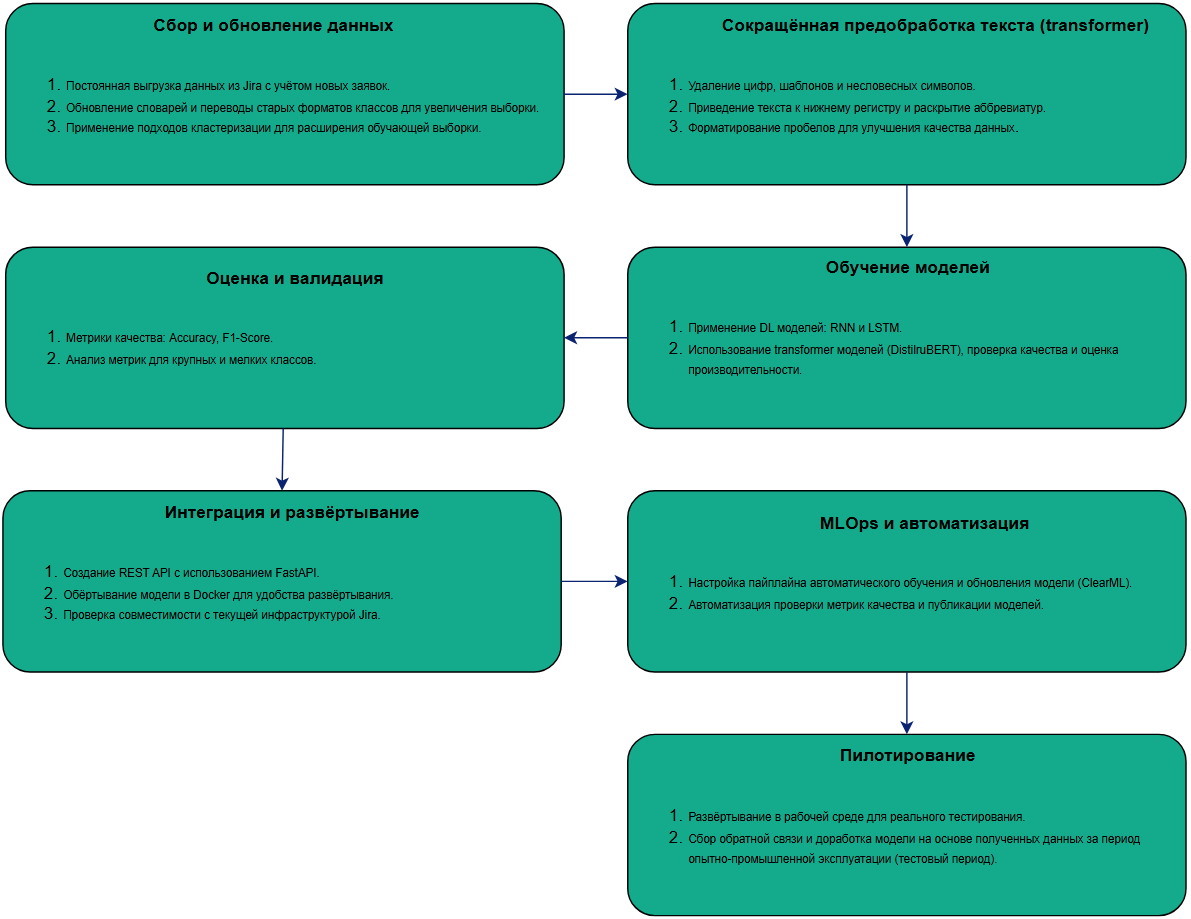 Сбор и обновление данных
1. Постоянная выгрузка данных из Jira с учётом новых заявок.
2. Обновление словарей и переводы старых форматов классов для увеличения выборки.
3. Применение подходов кластеризации для расширения обучающей выборки.
Сокращённая предобработка текста (transformer)
1. Удаление цифр, шаблонов и несловесных символов.
2. Приведение текста к нижнему регистру и раскрытие аббревиатур.
3. Форматирование пробелов для улучшения качества данных.
Обучение моделей
1. Применение DL моделей: RNN и LSTM.
2. Использование transformer моделей (DistilruBERT), проверка качества и оценка
производительности.
Оценка и валидация
1. Метрики качества: Accuracy, F1-Score.
2. Анализ метрик для крупных и мелких классов.
Интеграция и развёртывание
1. Создание REST API с использованием FastAPI.
2. Обёртывание модели в Docker для удобства развёртывания.
3. Проверка совместимости с текущей инфраструктурой Jira.
MLOps и автоматизация
1. Настройка пайплайна автоматического обучения и обновления модели (ClearML).
2. Автоматизация проверки метрик качества и публикации моделей.
Пилотирование
1. Развёртывание в рабочей среде для реального тестирования.
2. Сбор обратной связи и доработка модели на основе полученных данных за период
опытно-промышленной эксплуатации (тестовый период).